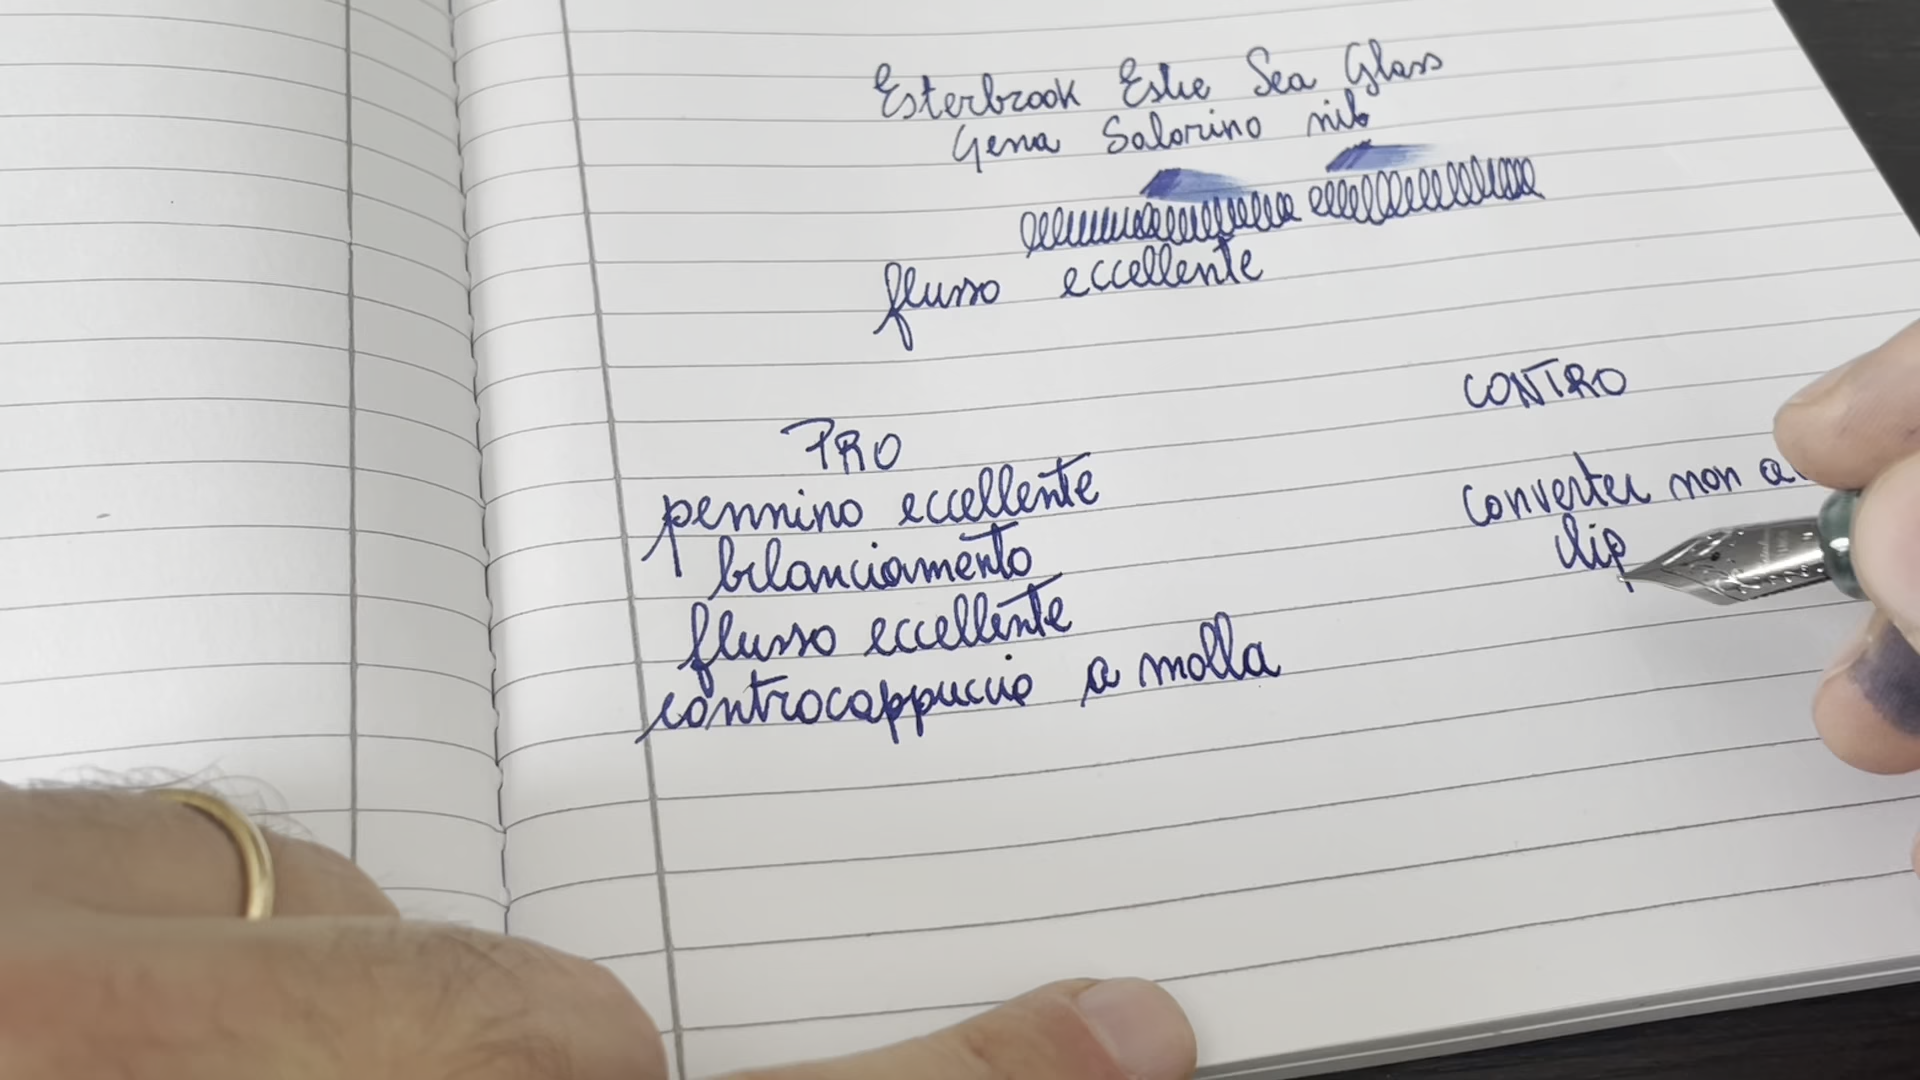 Esterbrook Estie Sea Glass
Gena Salorino nib
flusso eccellente
PRO
pennino eccellente
bilanciamento
flusso eccellente
controcappuccio a molla
CONTRO
converter non
clip